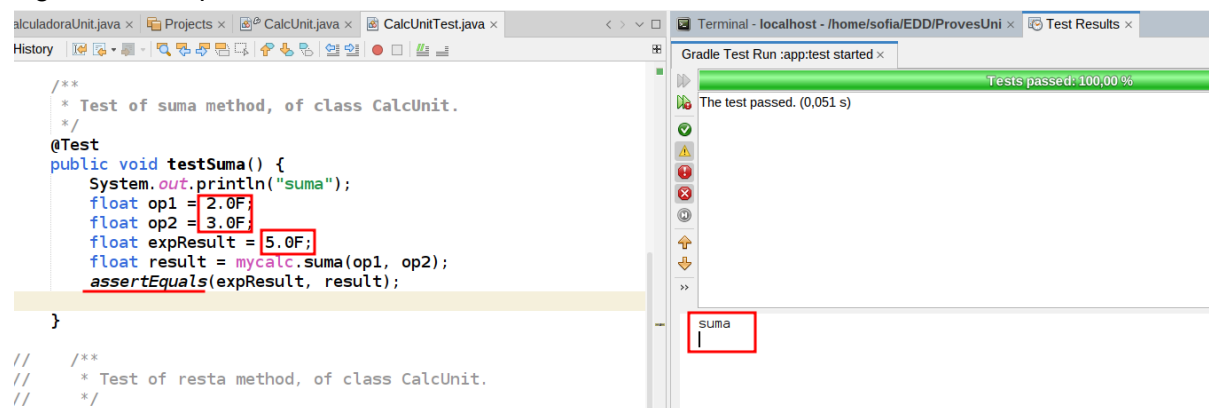 alculadoraUnit.java × Projects × CalcUnit.java × CalcUnitTest.java ×
History
/**
* Test of suma method, of class CalcUnit.
*/
@Test
public void testSuma() {
System.out.println("suma");
float op1 = 2.0F;
float op2 = 3.0F;
float expResult = 5.0F;
float result = mycalc.suma(op1, op2);
assertEquals(expResult, result);
}
// /**
// * Test of resta method, of class CalcUnit.
// */
Terminal - localhost - /home/sofia/EDD/ProvesUni × Test Results ×
Gradle Test Run :app:test started ×
Tests passed: 100,00 %
The test passed. (0,051 s)
suma